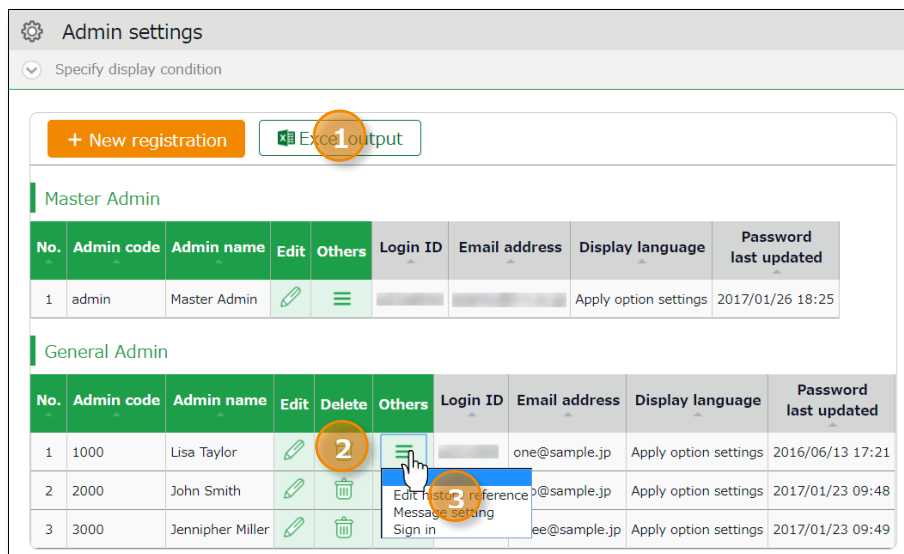 Admin settings
Specify display condition
+ New registration
Excel output
1
Master Admin
No. Admin code Admin name Edit Others Login ID Email address Display language Password last updated
1 admin Master Admin Apply option settings 2017/01/26 18:25
General Admin
No. Admin code Admin name Edit Delete Others Login ID Email address Display language Password last updated
1 1000 Lisa Taylor 2 one@sample.jp Apply option settings 2016/06/13 17:21
2 2000 John Smith o@sample.jp Apply option settings 2017/01/23 09:48
3 3000 Jennipher Miller ee@sample.jp Apply option settings 2017/01/23 09:49
Edit history reference
Message setting
Sign in
3